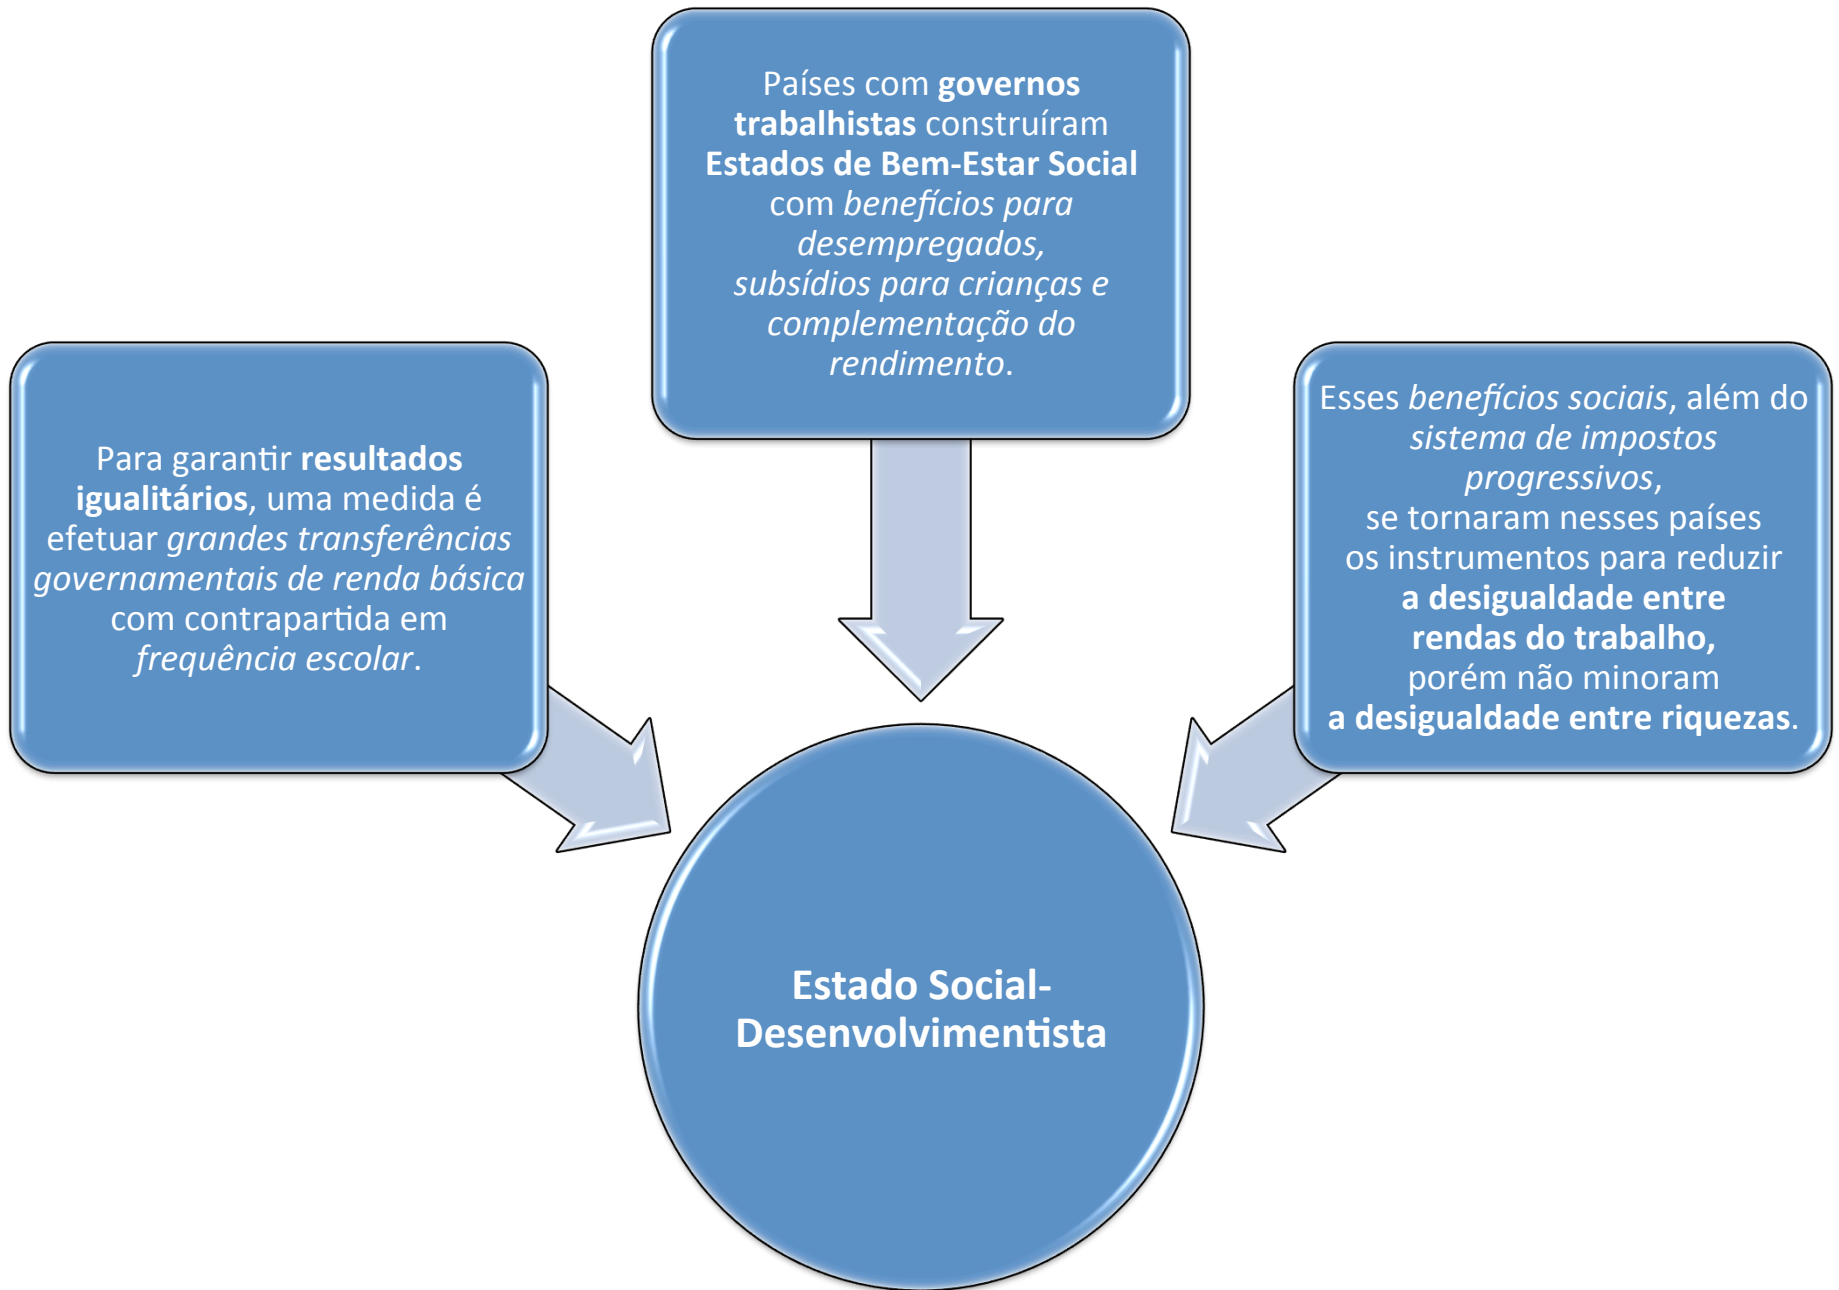 Países com governos
trabalhistas construíram
Estados de Bem-Estar Social
com benefícios para
desempregados,
subsídios para crianças e
complementação do
rendimento.
Para garantir resultados
igualitários, uma medida é
efetuar grandes transferências
governamentais de renda básica
com contrapartida em
frequência escolar.
Esses benefícios sociais, além do
sistema de impostos
progressivos,
se tornaram nesses países
os instrumentos para reduzir
a desigualdade entre
rendas do trabalho,
porém não minoram
a desigualdade entre riquezas.
Estado Social-
Desenvolvimentista